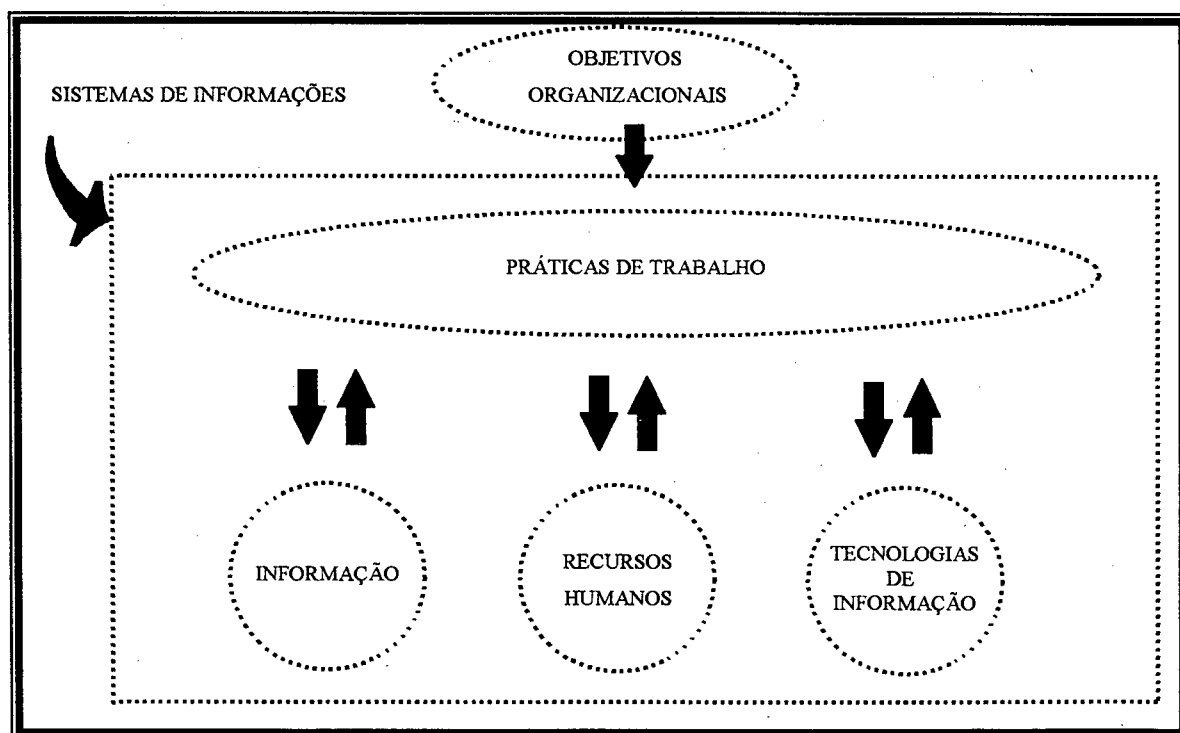 OBJETIVOS
ORGANIZACIONAIS
SISTEMAS DE INFORMAÇÕES
PRÁTICAS DE TRABALHO
INFORMAÇÃO
RECURSOS
HUMANOS
TECNOLOGIAS
DE
INFORMAÇÃO